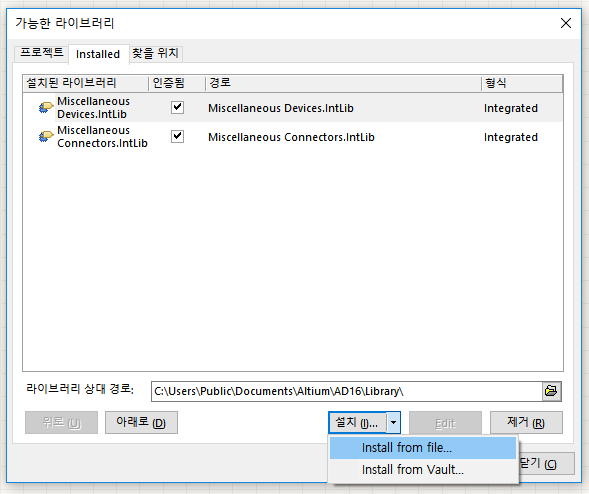 가능한 라이브러리
프로젝트 Installed 찾을 위치
설치된 라이브러리 인증됨 경로 형식
Miscellaneous
Devices.IntLib Miscellaneous Devices.IntLib Integrated
Miscellaneous
Connectors.IntLib Miscellaneous Connectors.IntLib Integrated
라이브러리 상대 경로: C:\Users\Public\Documents\Altium\AD16\Library\
위로 (U) 아래로 (D) 설치 (I)... Edit 제거 (R)
Install from file...
Install from Vault...
닫기 (C)